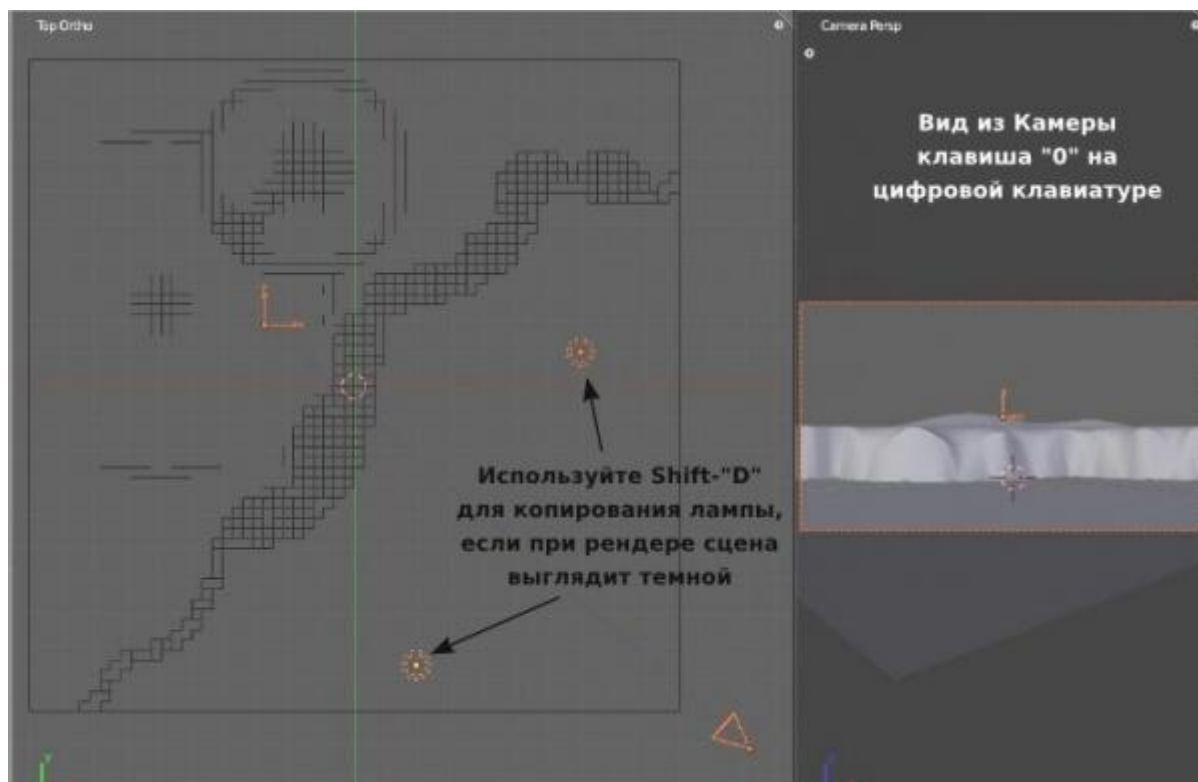 Top Ortho
Camera Persp
Вид из Камеры
клавиша "0" на
цифровой клавиатуре
Используйте Shift-"D"
для копирования лампы,
если при рендере сцена
выглядит темной